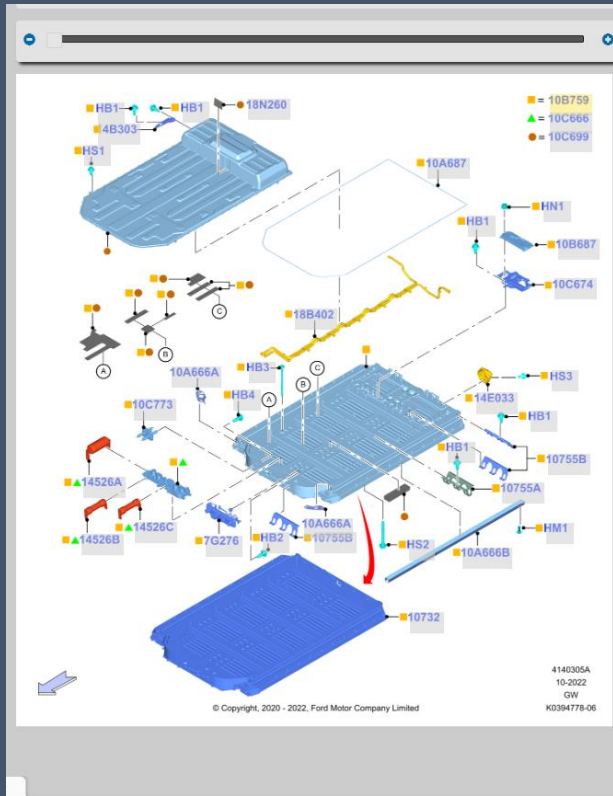 = 10B759
= 10C666
= 10C699
HB1
HB1
18N260
4B303
HS1
10A687
HN1
HB1
10B687
10C674
C
B
A
18B402
10A666A
HB3
HB4
A
B
C
10C773
HS3
14E033
HB1
HB1
10755B
10755A
14526A
14526B
14526C
7G276
HB2
10A666A
10755B
HS2
10A666B
HM1
10732
4140305A
10-2022
GW
K0394778-06
© Copyright, 2020 - 2022, Ford Motor Company Limited